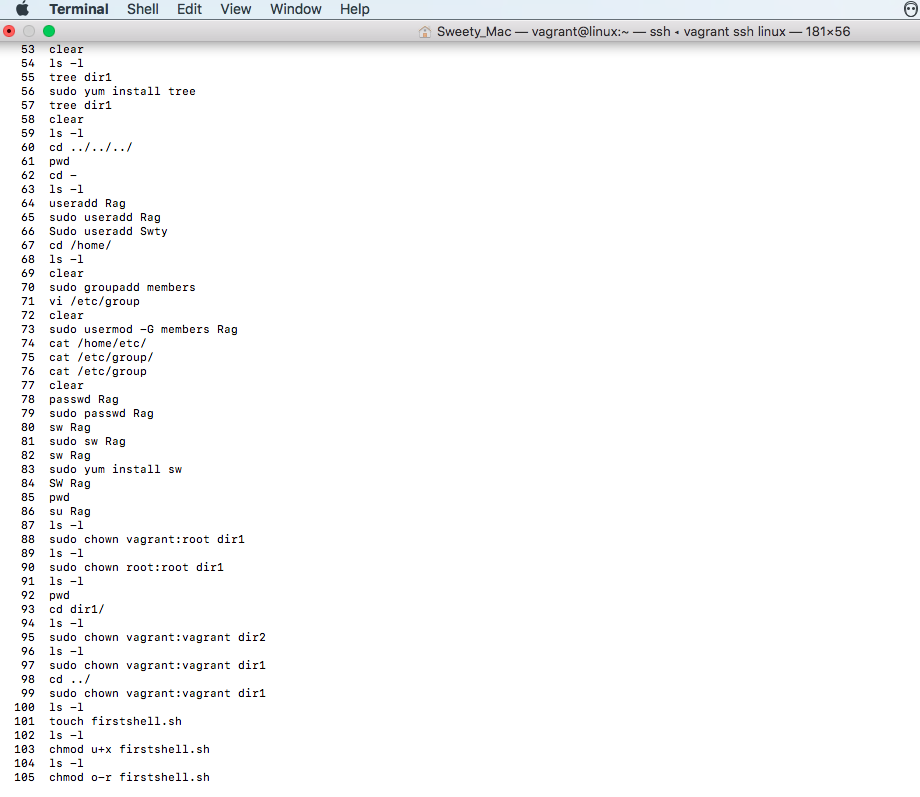 Terminal Shell Edit View Window Help
Sweety_Mac — vagrant@linux:~ — ssh ◂ vagrant ssh linux — 181×56
53 clear
54 ls -l
55 tree dir1
56 sudo yum install tree
57 tree dir1
58 clear
59 ls -l
60 cd ../../../
61 pwd
62 cd -
63 ls -l
64 useradd Rag
65 sudo useradd Rag
66 Sudo useradd Swty
67 cd /home/
68 ls -l
69 clear
70 sudo groupadd members
71 vi /etc/group
72 clear
73 sudo usermod -G members Rag
74 cat /home/etc/
75 cat /etc/group/
76 cat /etc/group
77 clear
78 passwd Rag
79 sudo passwd Rag
80 sw Rag
81 sudo sw Rag
82 sw Rag
83 sudo yum install sw
84 SW Rag
85 pwd
86 su Rag
87 ls -l
88 sudo chown vagrant:root dir1
89 ls -l
90 sudo chown root:root dir1
91 ls -l
92 pwd
93 cd dir1/
94 ls -l
95 sudo chown vagrant:vagrant dir2
96 ls -l
97 sudo chown vagrant:vagrant dir1
98 cd ../
99 sudo chown vagrant:vagrant dir1
100 ls -l
101 touch firstshell.sh
102 ls -l
103 chmod u+x firstshell.sh
104 ls -l
105 chmod o-r firstshell.sh